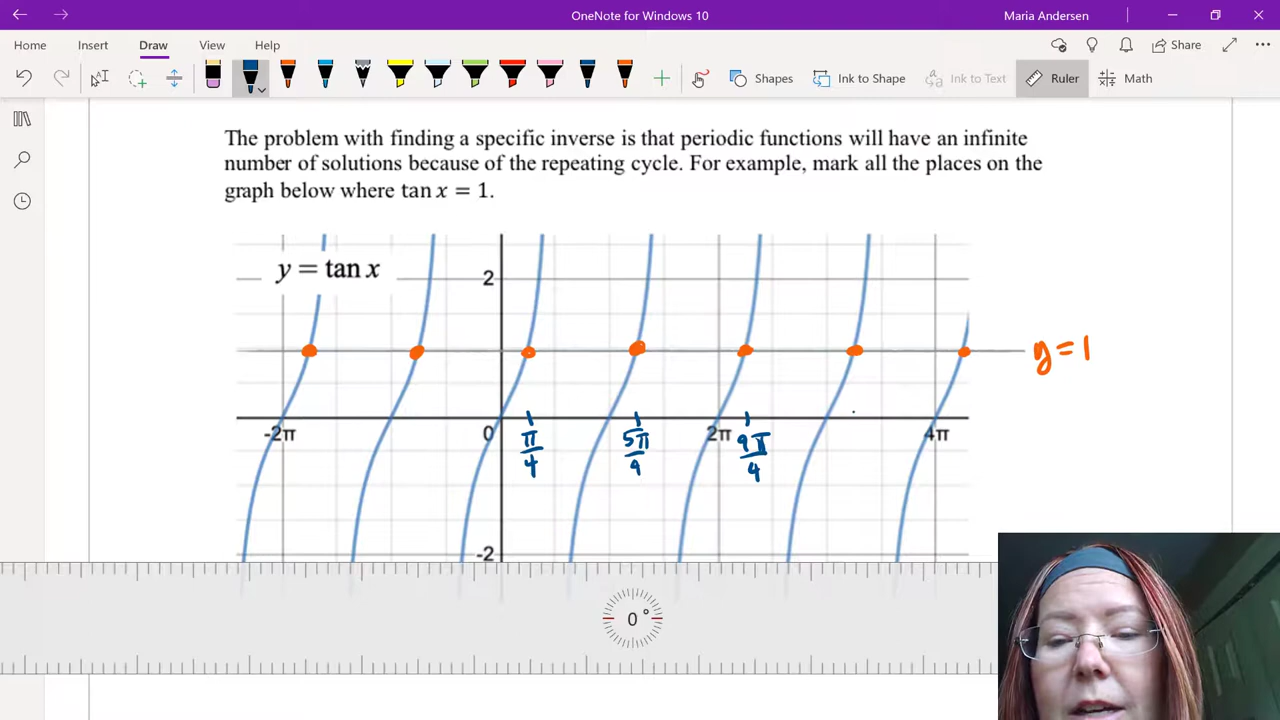 OneNote for Windows 10
Maria Andersen
Home Insert Draw View Help
Share
Shapes Ink to Shape Ink to Text Ruler Math
The problem with finding a specific inverse is that periodic functions will have an infinite
number of solutions because of the repeating cycle. For example, mark all the places on the
graph below where tan x = 1.
y = tan x
2
y = 1
-2π 0 2π 4π
π/4 5π/4 9π/4
-2
0°